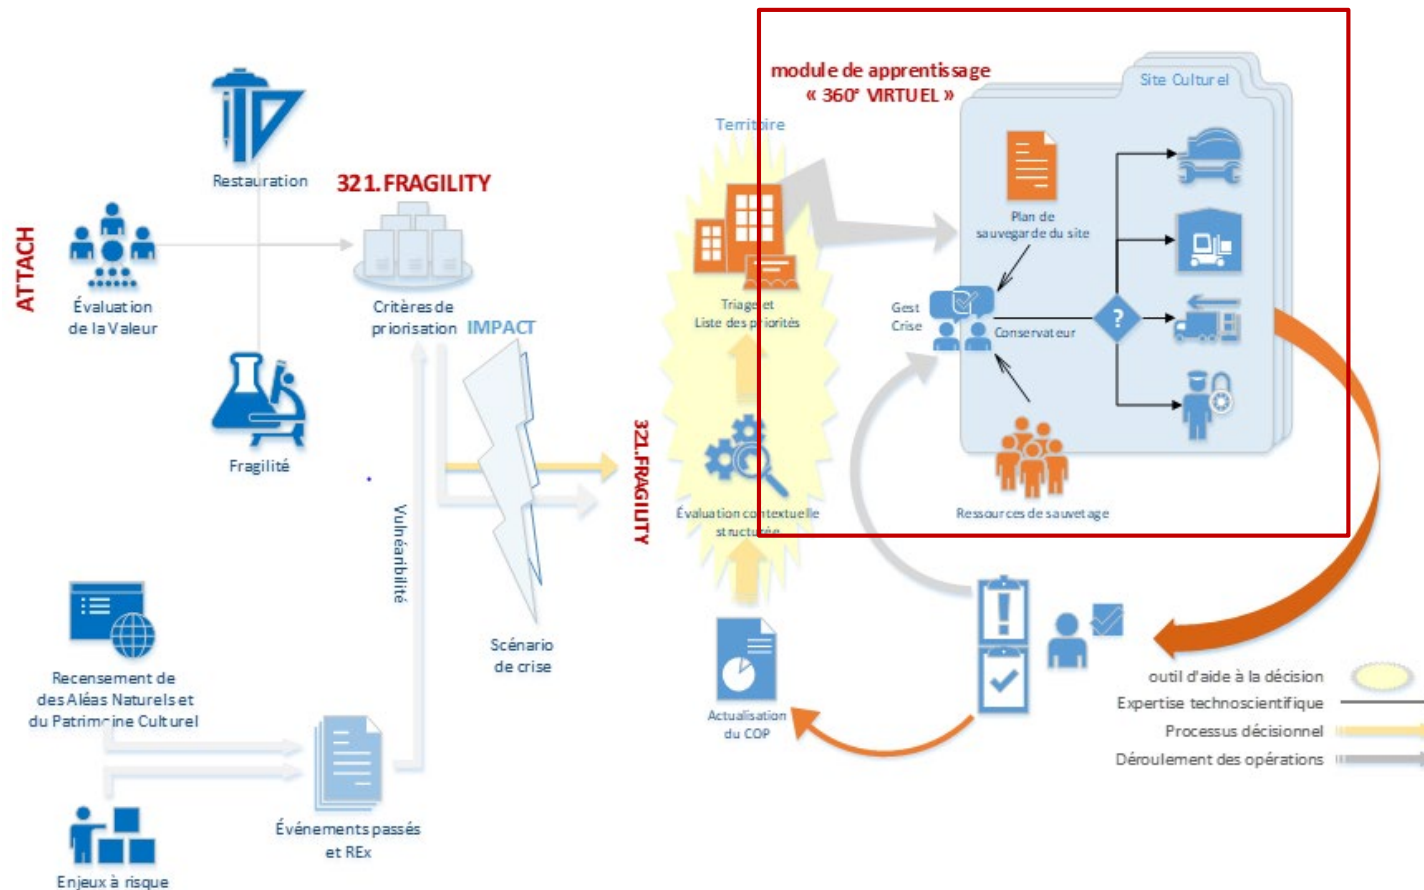 module de apprentissage
« 360° VIRTUEL »
Site Culturel
Territoire
Restauration
321.FRAGILITY
ATTACH
Évaluation
de la Valeur
Critères de
priorisation
IMPACT
Fragilité
Plan de
sauvegarde du site
Gest
Crise
Conservateur
?
Triage et
Liste des priorités
321.FRAGILITY
Évaluation contextuelle
structurée
Ressources de sauvetage
Vulnéaribilité
Scénario
de crise
Recensement de
des Aléas Naturels et
du Patrimoine Culturel
Actualisation
du COP
Événements passés
et REx
Enjeux à risque
outil d'aide à la décision
Expertise technoscientifique
Processus décisionnel
Déroulement des opérations